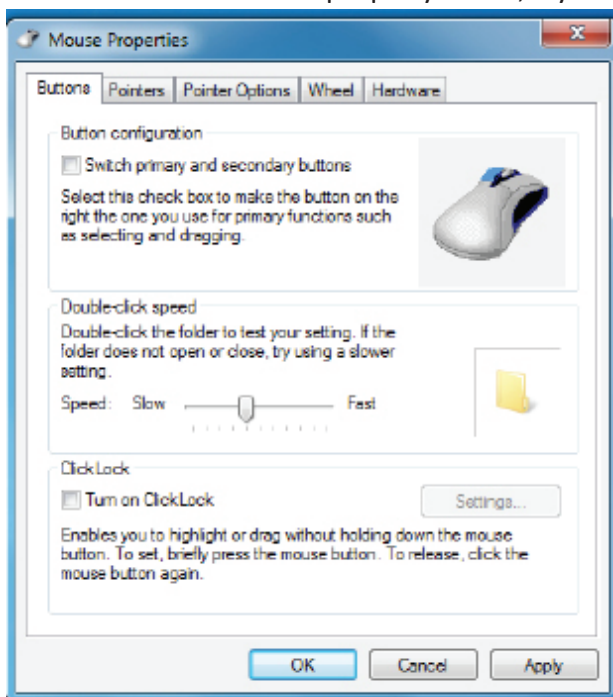 Mouse Properties
Buttons Pointers Pointer Options Wheel Hardware
Button configuration
Switch primary and secondary buttons
Select this check box to make the button on the
right the one you use for primary functions such
as selecting and dragging.
Double-click speed
Double-click the folder to test your setting. If the
folder does not open or close, try using a slower
setting.
Speed: Slow Fast
ClickLock
Turn on ClickLock
Settings...
Enables you to highlight or drag without holding down the mouse
button. To set, briefly press the mouse button. To release, click the
mouse button again.
OK Cancel Apply